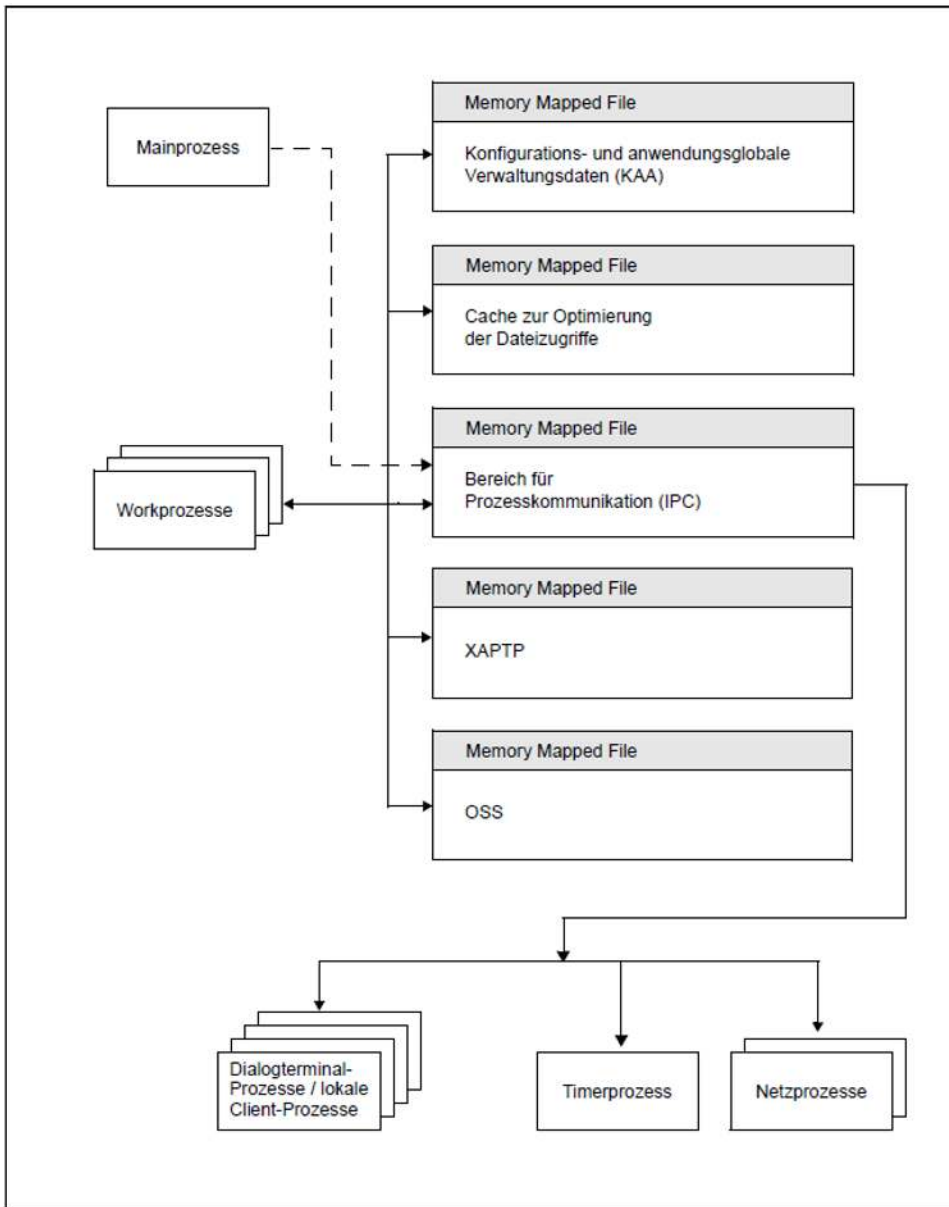 Mainprozess
Memory Mapped File
Konfigurations- und anwendungsglobale
Verwaltungsdaten (KAA)
Memory Mapped File
Cache zur Optimierung
der Dateizugriffe
Memory Mapped File
Bereich für
Prozesskommunikation (IPC)
Workprozesse
Memory Mapped File
XAPTP
Memory Mapped File
OSS
Dialogterminal-
Prozesse / lokale
Client-Prozesse
Timerprozess
Netzprozesse